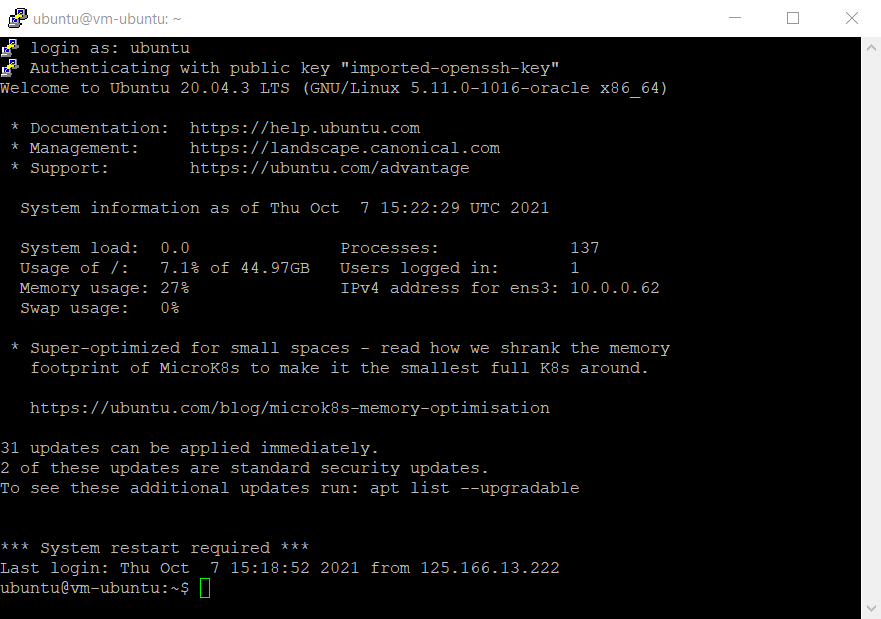 ubuntu@vm-ubuntu: ~
login as: ubuntu
Authenticating with public key "imported-openssh-key"
Welcome to Ubuntu 20.04.3 LTS (GNU/Linux 5.11.0-1016-oracle x86_64)
* Documentation:  https://help.ubuntu.com
* Management:     https://landscape.canonical.com
* Support:        https://ubuntu.com/advantage
System information as of Thu Oct  7 15:22:29 UTC 2021
System load:  0.0               Processes:             137
Usage of /:   7.1% of 44.97GB   Users logged in:       1
Memory usage: 27%               IPv4 address for ens3: 10.0.0.62
Swap usage:   0%
* Super-optimized for small spaces - read how we shrank the memory
footprint of MicroK8s to make it the smallest full K8s around.
https://ubuntu.com/blog/microk8s-memory-optimisation
31 updates can be applied immediately.
2 of these updates are standard security updates.
To see these additional updates run: apt list --upgradable
*** System restart required ***
Last login: Thu Oct  7 15:18:52 2021 from 125.166.13.222
ubuntu@vm-ubuntu:~$